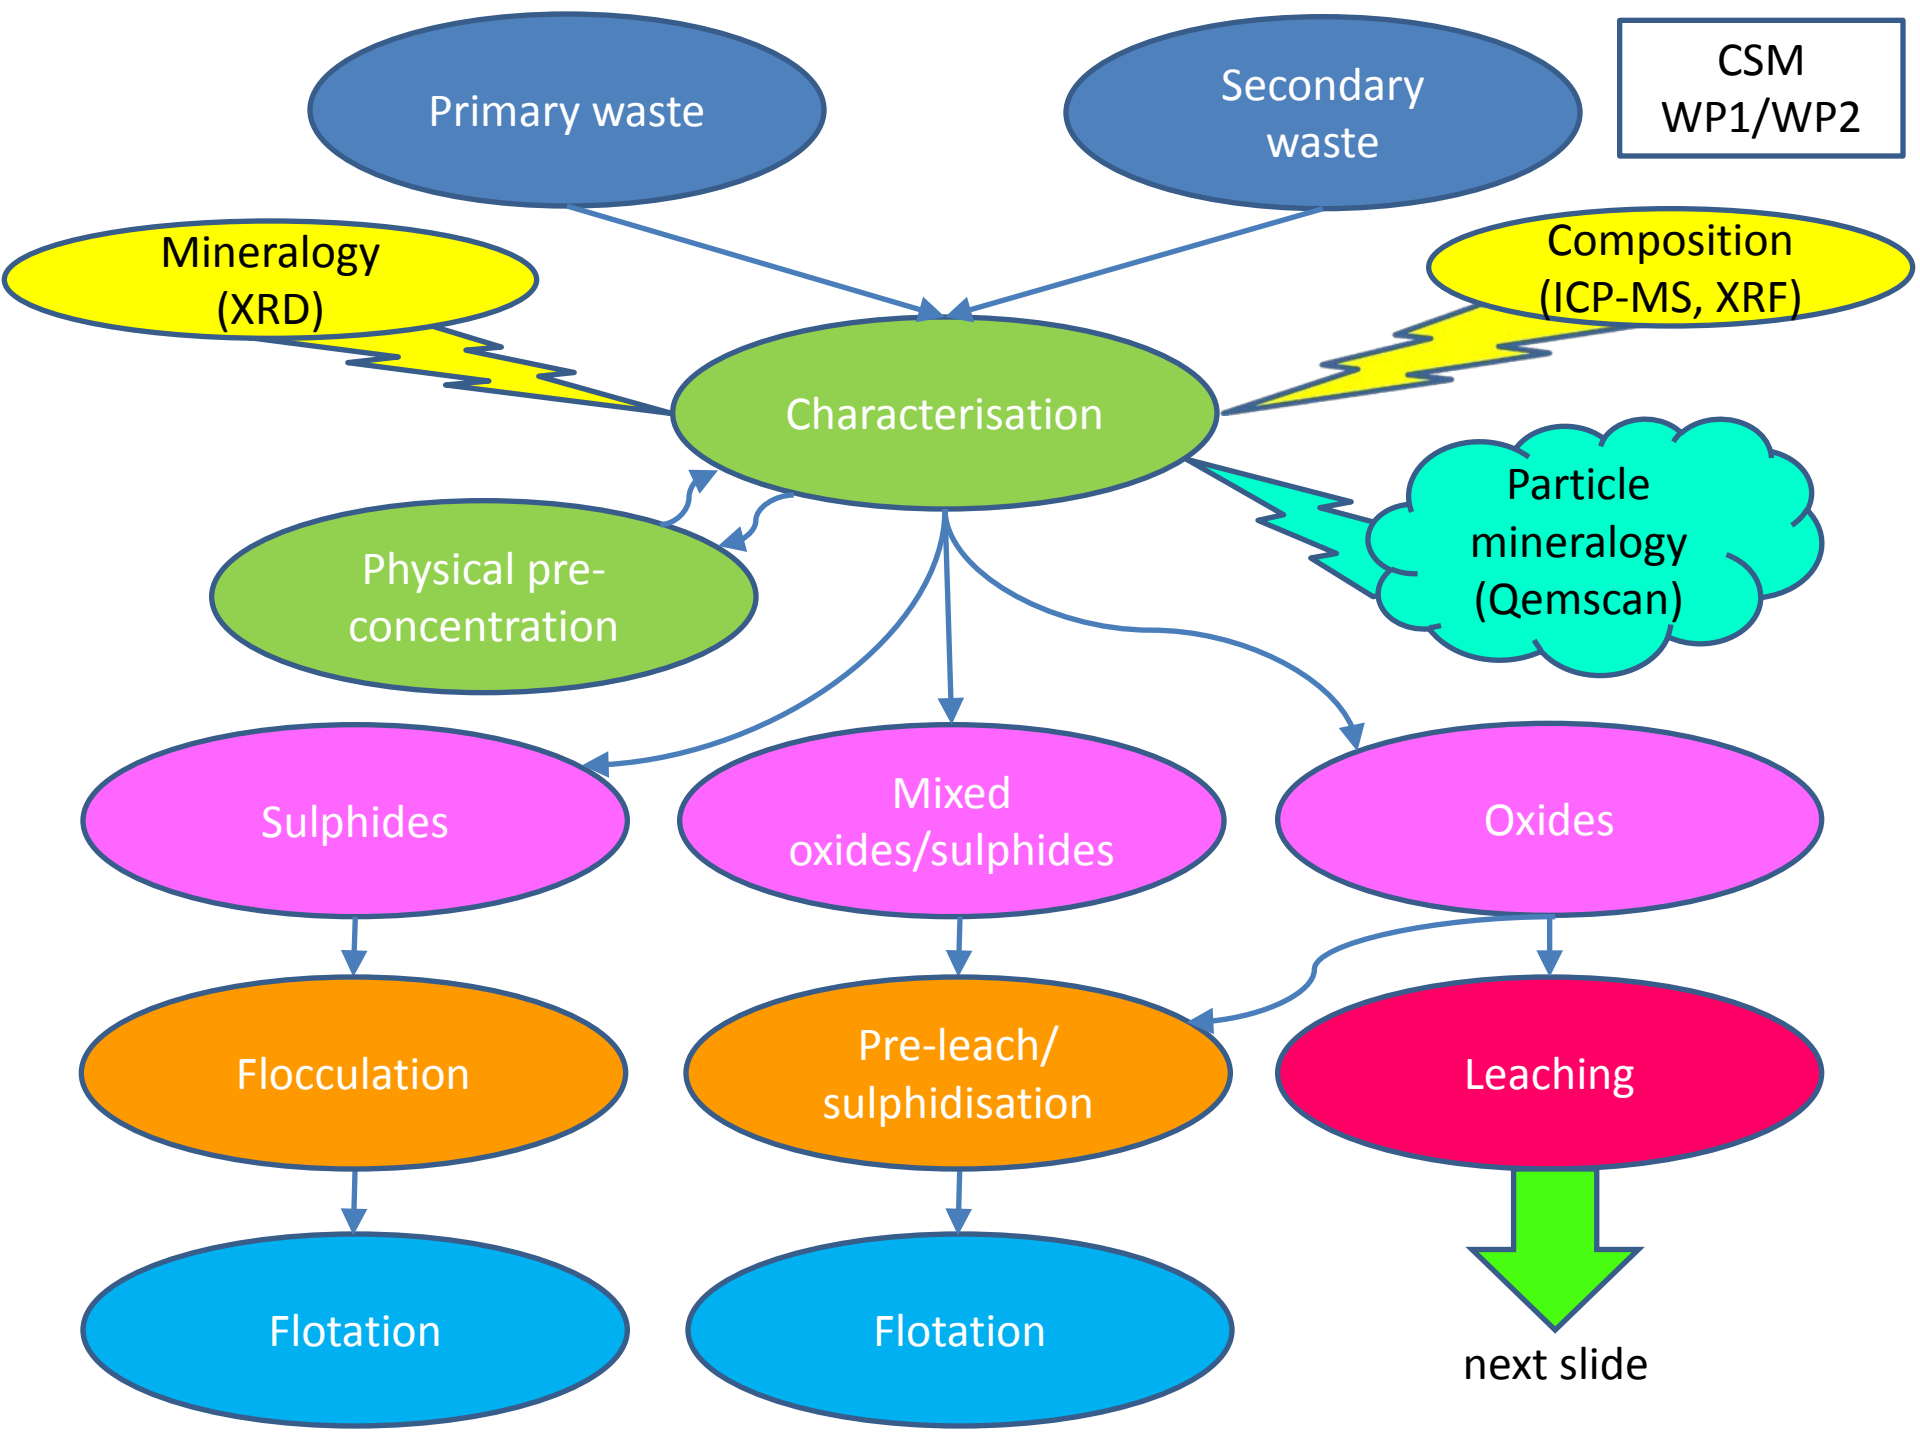 Primary waste
Secondary
waste
CSM
WP1/WP2
Mineralogy
(XRD)
Composition
(ICP-MS, XRF)
Characterisation
Particle
mineralogy
(Qemscan)
Physical pre-
concentration
Sulphides
Mixed
oxides/sulphides
Oxides
Flocculation
Pre-leach/
sulphidisation
Leaching
Flotation
Flotation
next slide